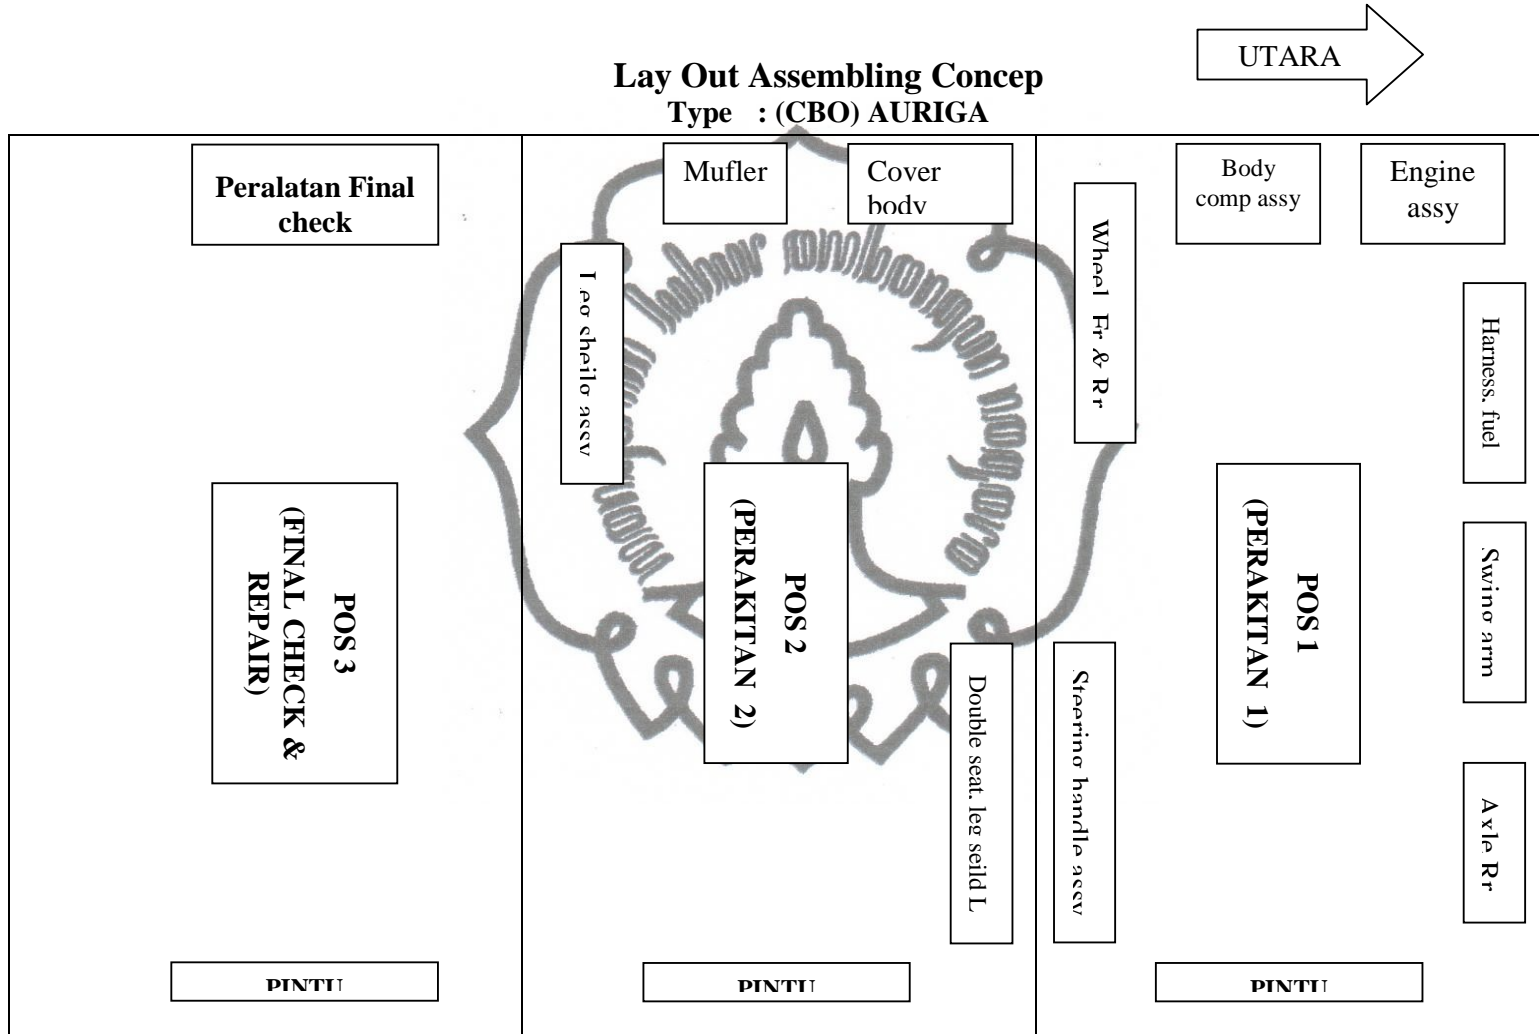 UTARA
Lay Out Assembling Concep
Type : (CBO) AURIGA
Peralatan Final
check
Mufler
Cover
body
Body
comp assy
Engine
assy
Leg sheilg assy
Wheel Fr & Rr
Harness, fuel
POS 3
(FINAL CHECK &
REPAIR)
POS 2
(PERAKITAN 2)
POS 1
(PERAKITAN 1)
Swing arm
Double seat, leg seild L
Steering handle assy
Axle Rr
PINTU
PINTU
PINTU